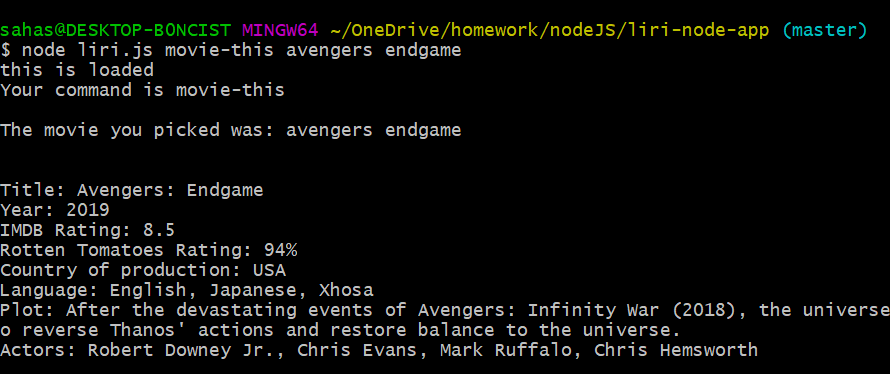 sahas@DESKTOP-BONCIST MINGW64 ~/OneDrive/homework/nodeJS/liri-node-app (master)
$ node liri.js movie-this avengers endgame
this is loaded
Your command is movie-this
The movie you picked was: avengers endgame
Title: Avengers: Endgame
Year: 2019
IMDB Rating: 8.5
Rotten Tomatoes Rating: 94%
Country of production: USA
Language: English, Japanese, Xhosa
Plot: After the devastating events of Avengers: Infinity War (2018), the universe
o reverse Thanos' actions and restore balance to the universe.
Actors: Robert Downey Jr., Chris Evans, Mark Ruffalo, Chris Hemsworth